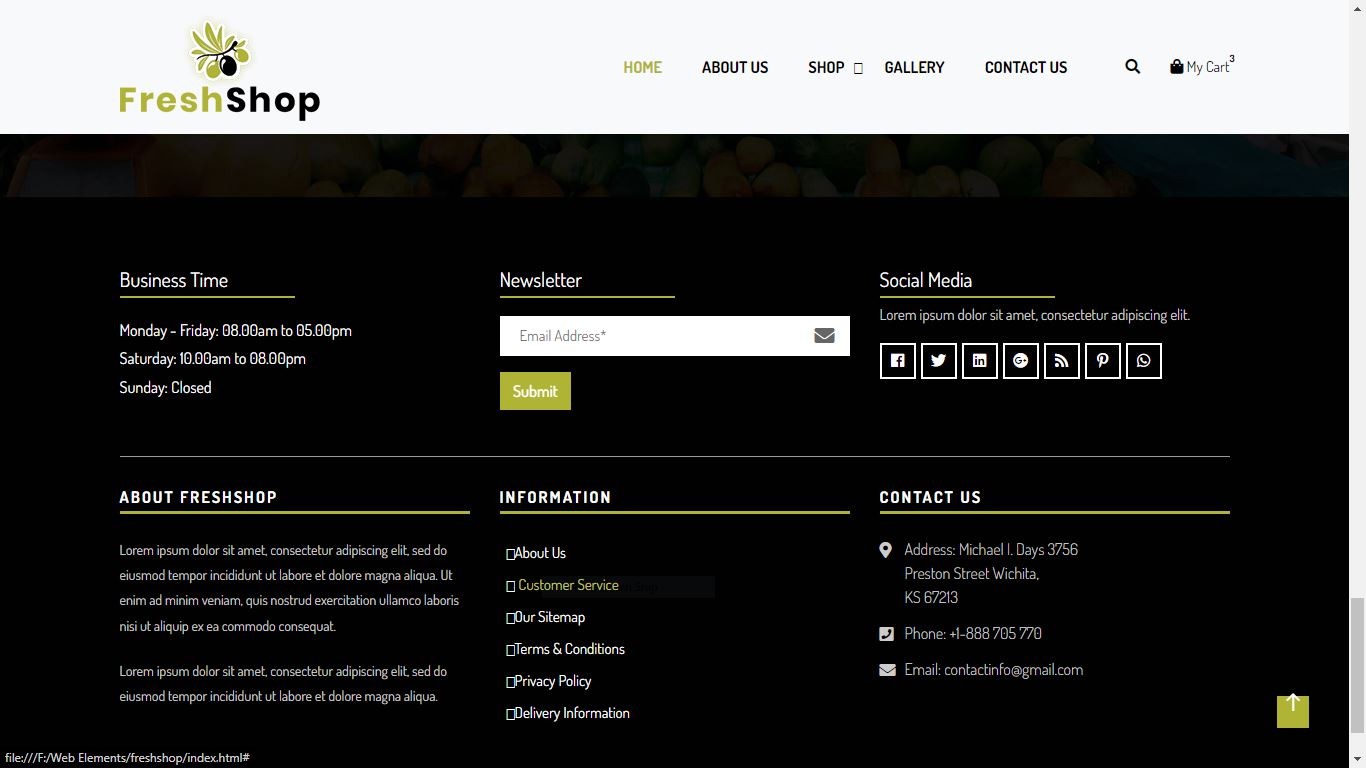 FreshShop
HOME ABOUT US SHOP GALLERY CONTACT US My Cart 3
Business Time
Monday - Friday: 08.00am to 05.00pm
Saturday: 10.00am to 08.00pm
Sunday: Closed
Newsletter
Email Address*
Submit
Social Media
Lorem ipsum dolor sit amet, consectetur adipiscing elit.
ABOUT FRESHSHOP
Lorem ipsum dolor sit amet, consectetur adipiscing elit, sed do
eiusmod tempor incididunt ut labore et dolore magna aliqua. Ut
enim ad minim veniam, quis nostrud exercitation ullamco laboris
nisi ut aliquip ex ea commodo consequat.
Lorem ipsum dolor sit amet, consectetur adipiscing elit, sed do
eiusmod tempor incididunt ut labore et dolore magna aliqua.
INFORMATION
About Us
Customer Service
Our Sitemap
Terms & Conditions
Privacy Policy
Delivery Information
CONTACT US
Address: Michael I. Days 3756
Preston Street Wichita,
KS 67213
Phone: +1-888 705 770
Email: contactinfo@gmail.com
file:///F:/Web Elements/freshshop/index.html#